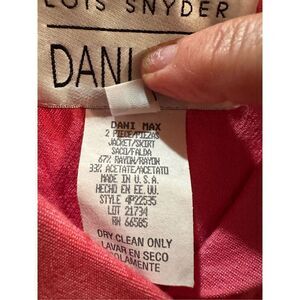 LOIS SNYDER
DANI
DANI MAX
2 PIECE/PIEZAS
JACKET/SKIRT
SACO/FALDA
67% RAYON/RAYON
33% ACETATE/ACETATO
MADE IN U.S.A.
HECHO EN EE.UU.
STYLE 4P22535
LOT 21734
RN 66585
DRY CLEAN ONLY
LAVAR EN SECO
SOLAMENTE